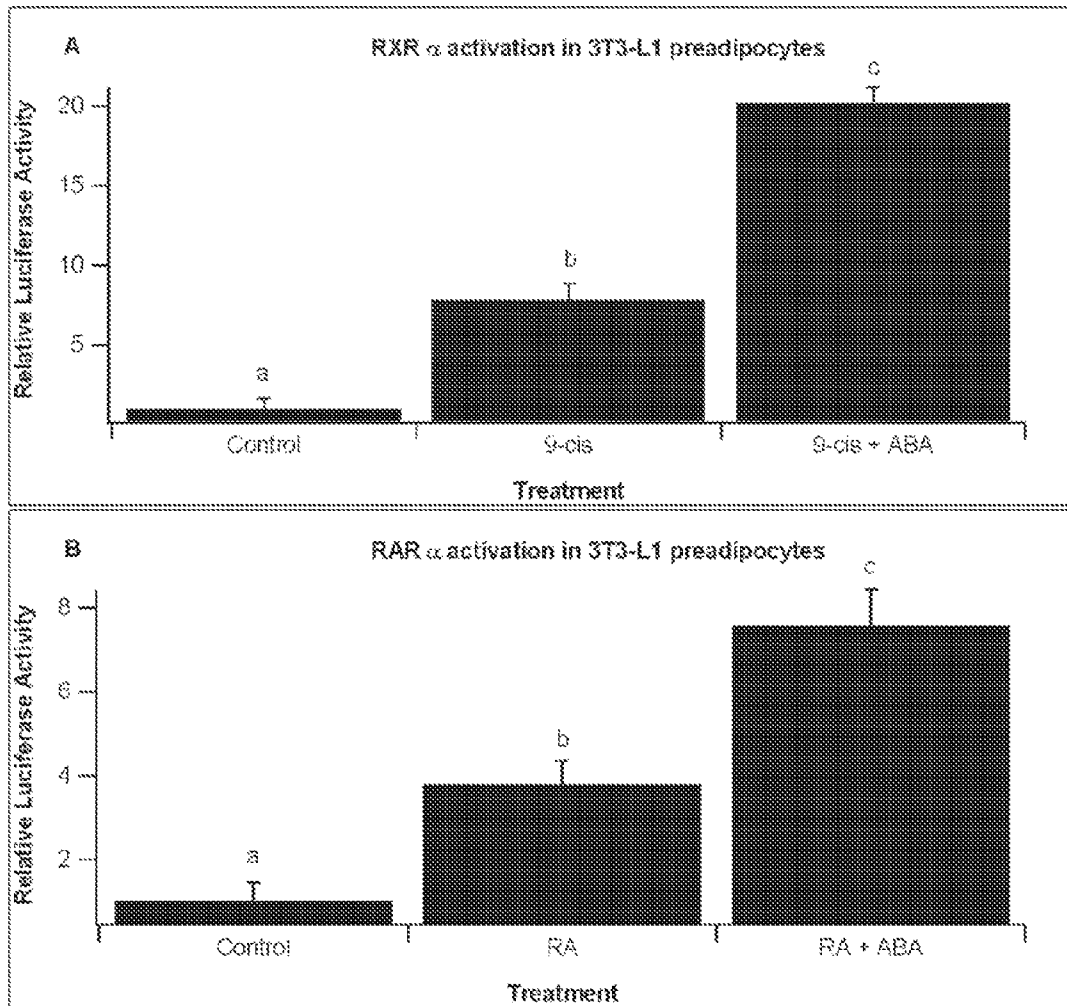 A
RXR α activation in 3T3-L1 preadipocytes
Relative Luciferase Activity
20
15
10
5
a
b
c
Control
9-cis
9-cis + ABA
Treatment
B
RAR α activation in 3T3-L1 preadipocytes
Relative Luciferase Activity
8
6
4
2
a
b
c
Control
RA
RA + ABA
Treatment